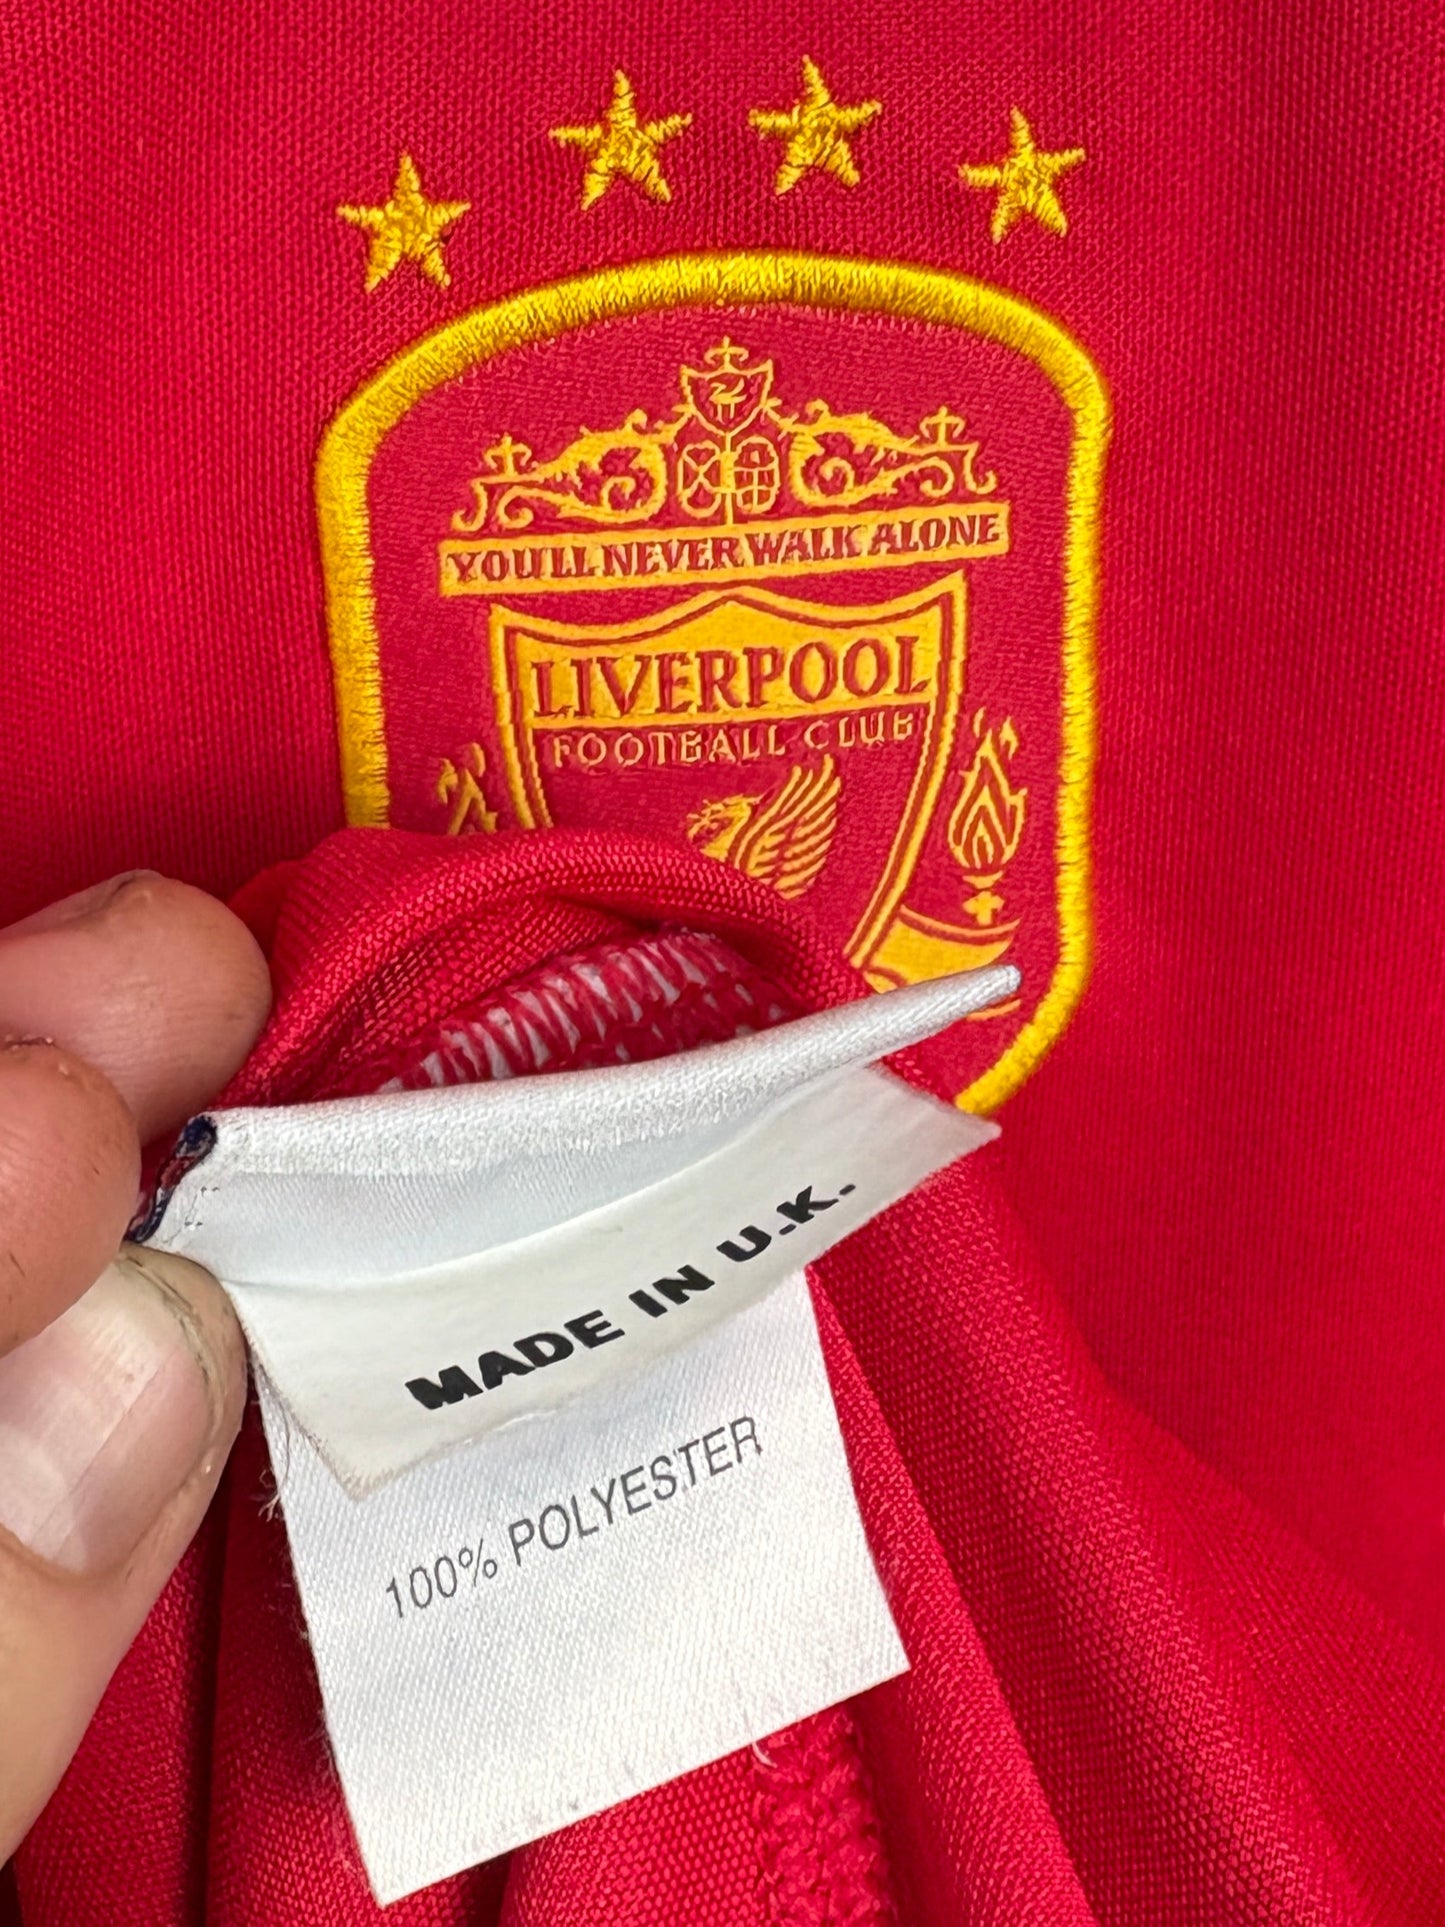 YOU'LL NEVER WALK ALONE
LIVERPOOL
FOOTBALL CLUB
MADE IN U.K.
100% POLYESTER